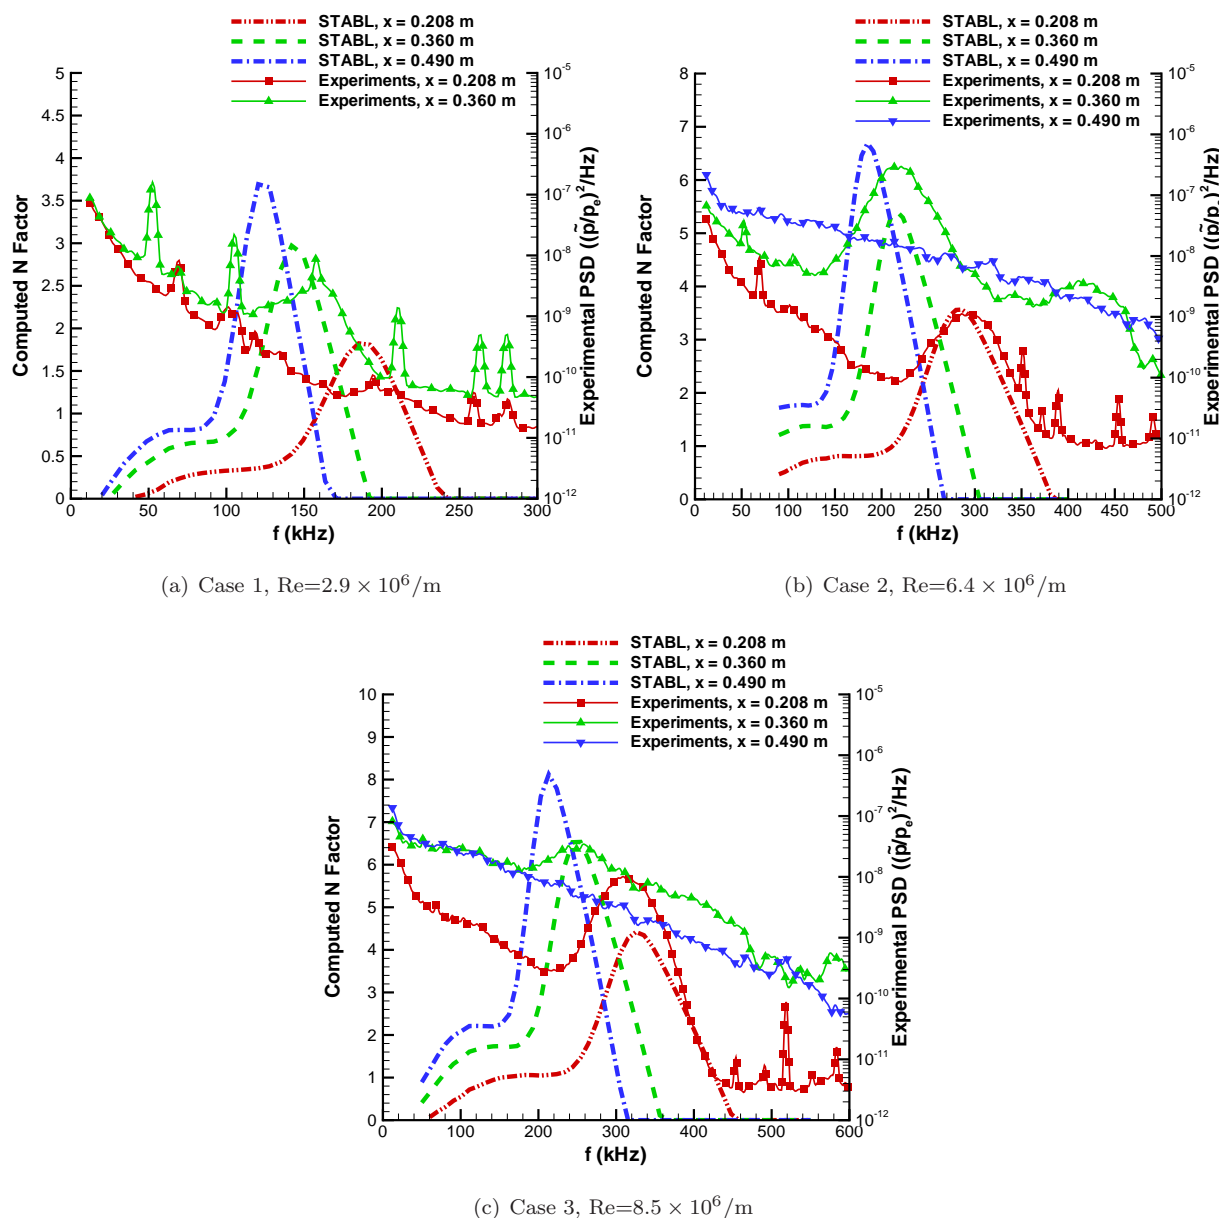 STABL, x = 0.208 m
STABL, x = 0.360 m
STABL, x = 0.490 m
Experiments, x = 0.208 m
Experiments, x = 0.360 m
5
4.5
4
3.5
3
2.5
2
1.5
1
0.5
0
Computed N Factor
0 50 100 150 200 250 300
f (kHz)
10⁻⁵
10⁻⁶
10⁻⁷
10⁻⁸
10⁻⁹
10⁻¹⁰
10⁻¹¹
10⁻¹²
Experimental PSD ((p̃/pₑ)²/Hz)
(a) Case 1, Re=2.9 × 10⁶/m
STABL, x = 0.208 m
STABL, x = 0.360 m
STABL, x = 0.490 m
Experiments, x = 0.208 m
Experiments, x = 0.360 m
Experiments, x = 0.490 m
8
7
6
5
4
3
2
1
0
Computed N Factor
0 50 100 150 200 250 300 350 400 450 500
f (kHz)
10⁻⁵
10⁻⁶
10⁻⁷
10⁻⁸
10⁻⁹
10⁻¹⁰
10⁻¹¹
10⁻¹²
Experimental PSD ((p̃/pₑ)²/Hz)
(b) Case 2, Re=6.4 × 10⁶/m
STABL, x = 0.208 m
STABL, x = 0.360 m
STABL, x = 0.490 m
Experiments, x = 0.208 m
Experiments, x = 0.360 m
Experiments, x = 0.490 m
10
9
8
7
6
5
4
3
2
1
0
Computed N Factor
0 100 200 300 400 500 600
f (kHz)
10⁻⁵
10⁻⁶
10⁻⁷
10⁻⁸
10⁻⁹
10⁻¹⁰
10⁻¹¹
10⁻¹²
Experimental PSD ((p̃/pₑ)²/Hz)
(c) Case 3, Re=8.5 × 10⁶/m